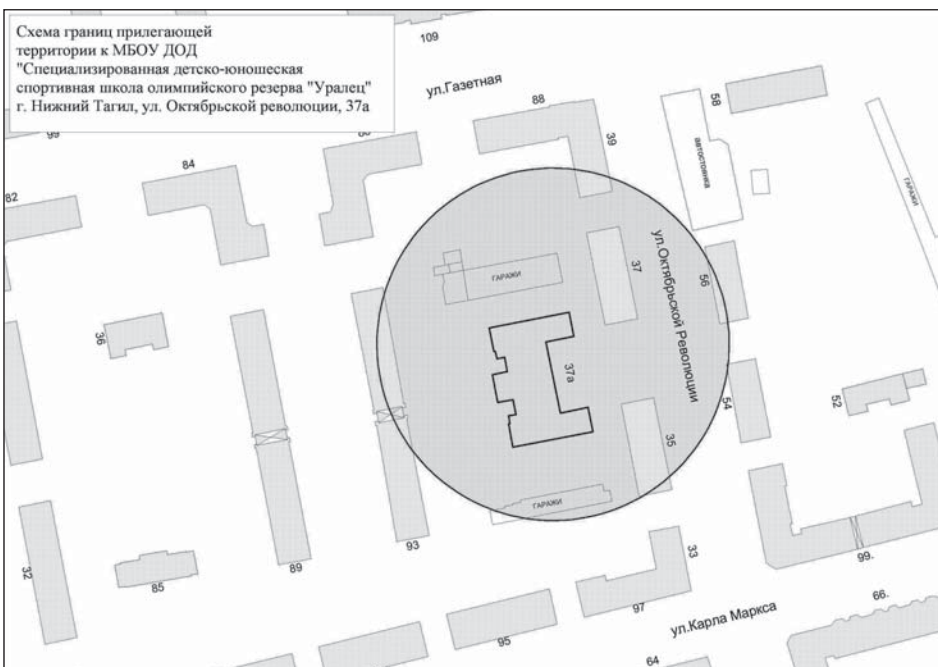 Схема границ прилегающей
территории к МБОУ ДОД
"Специализированная детско-юношеская
спортивная школа олимпийского резерва "Уралец"
г. Нижний Тагил, ул. Октябрьской революции, 37а
109
ул.Газетная
88
58
39
автостоянка
84
82
ГАРАЖИ
ул.Октябрьской Революции
37
56
ГАРАЖИ
36
37а
54
52
35
ГАРАЖИ
93
89
85
32
33
97
99.
66.
ул.Карла Маркса
95
64